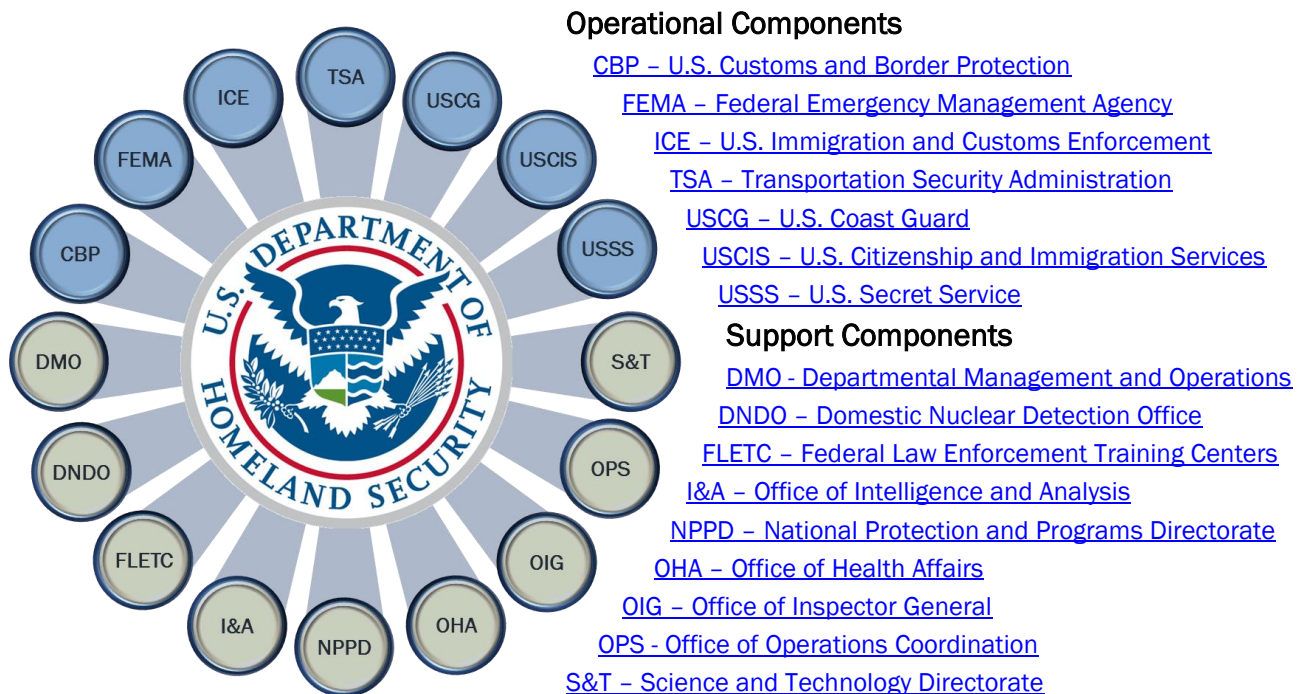 TSA
ICE
USCG
FEMA
USCIS
CBP
USSS
DMO
S&T
DNDO
OPS
FLETC
OIG
I&A
OHA
NPPD
U.S. DEPARTMENT OF
HOMELAND SECURITY
Operational Components
CBP – U.S. Customs and Border Protection
FEMA – Federal Emergency Management Agency
ICE – U.S. Immigration and Customs Enforcement
TSA – Transportation Security Administration
USCG – U.S. Coast Guard
USCIS – U.S. Citizenship and Immigration Services
USSS – U.S. Secret Service
Support Components
DMO - Departmental Management and Operations
DNDO – Domestic Nuclear Detection Office
FLETC – Federal Law Enforcement Training Centers
I&A – Office of Intelligence and Analysis
NPPD – National Protection and Programs Directorate
OHA – Office of Health Affairs
OIG – Office of Inspector General
OPS - Office of Operations Coordination
S&T – Science and Technology Directorate